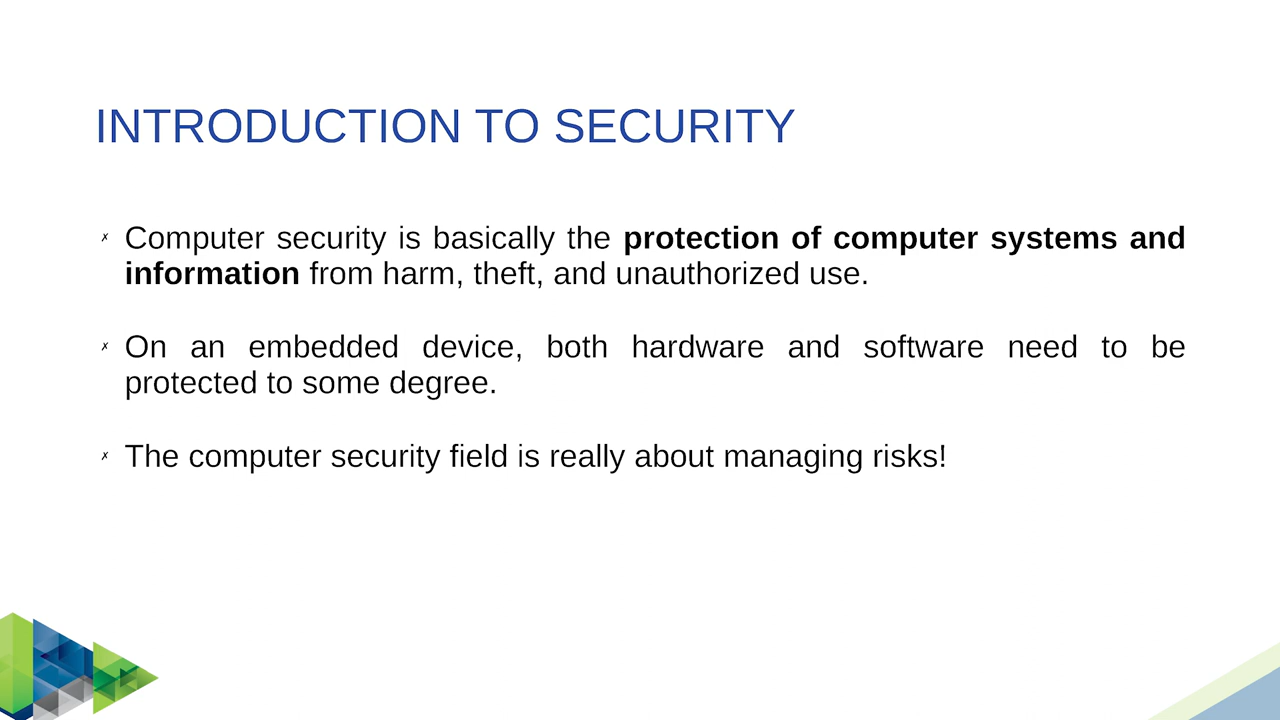 INTRODUCTION TO SECURITY
✗ Computer security is basically the protection of computer systems and
information from harm, theft, and unauthorized use.
✗ On an embedded device, both hardware and software need to be
protected to some degree.
✗ The computer security field is really about managing risks!